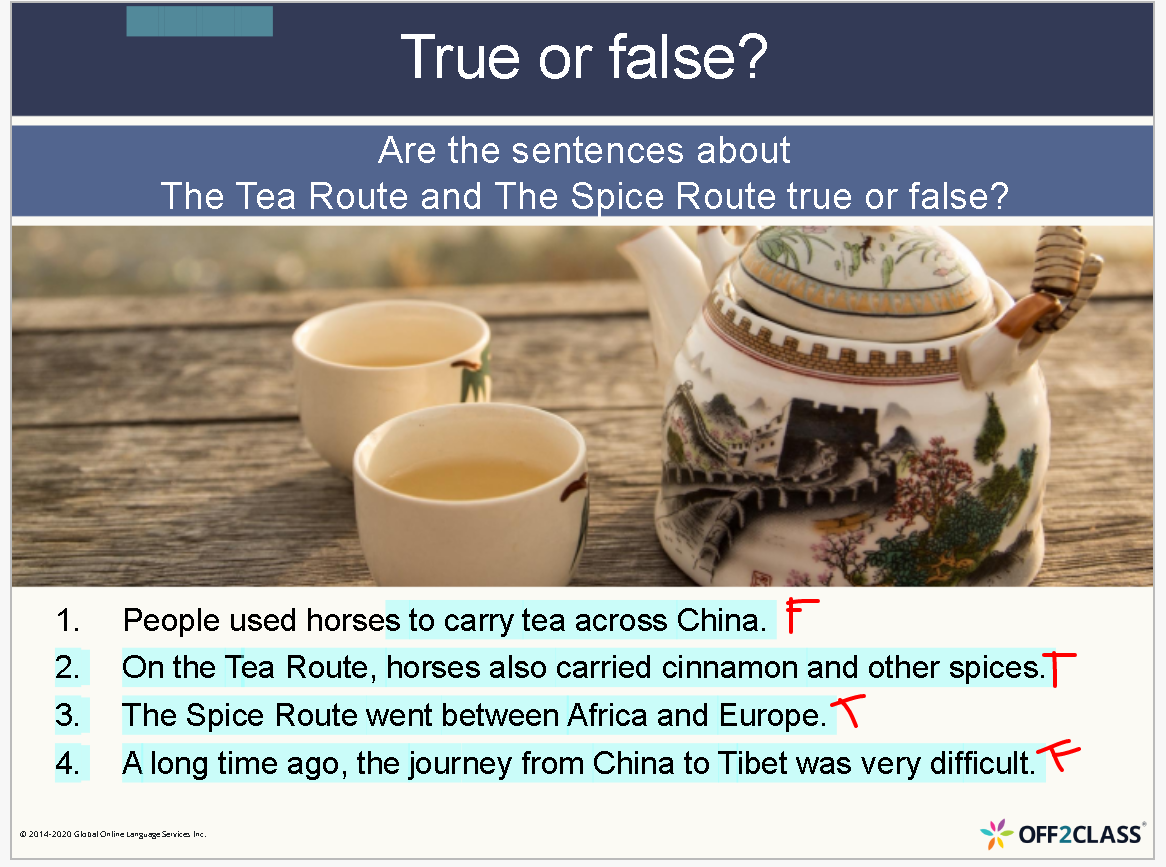 True or false?
Are the sentences about
The Tea Route and The Spice Route true or false?
1. People used horses to carry tea across China. F
2. On the Tea Route, horses also carried cinnamon and other spices. T
3. The Spice Route went between Africa and Europe. T
4. A long time ago, the journey from China to Tibet was very difficult. F
© 2014-2020 Global Online Language Services Inc.
OFF2CLASS®